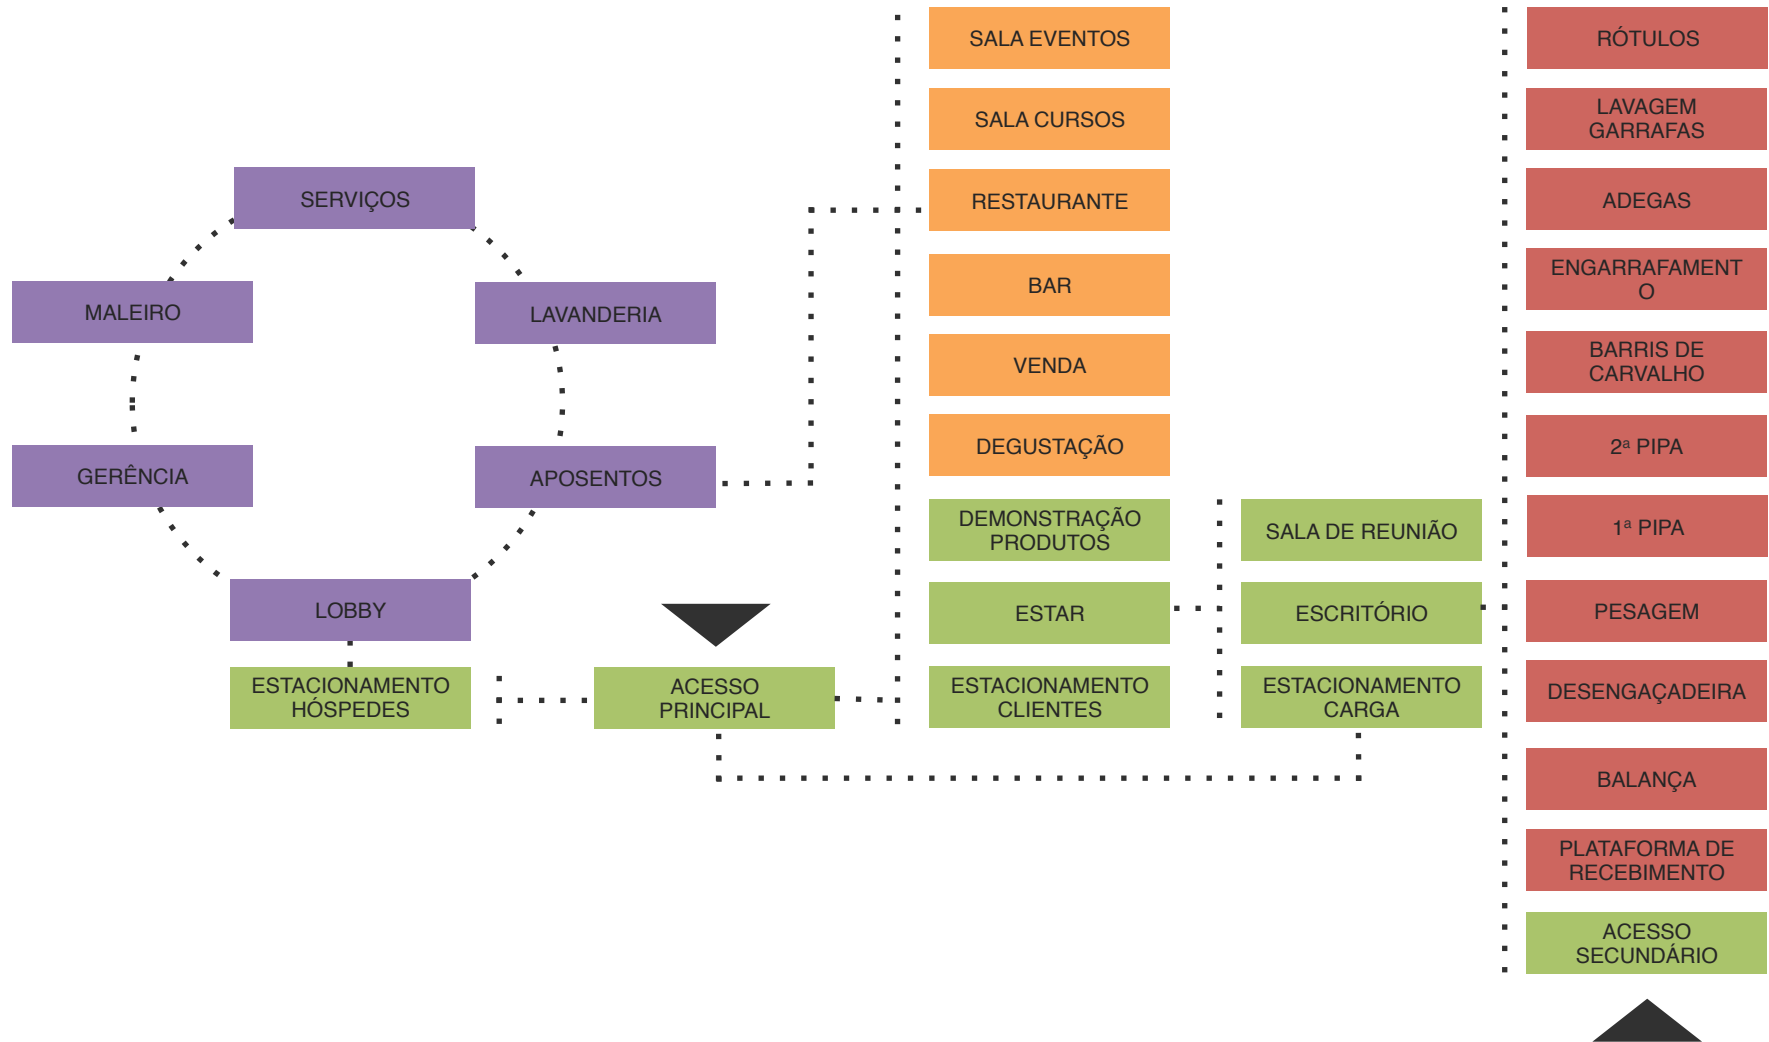 SERVIÇOS
MALEIRO
LAVANDERIA
GERÊNCIA
APOSENTOS
LOBBY
ESTACIONAMENTO
HÓSPEDES
ACESSO
PRINCIPAL
SALA EVENTOS
SALA CURSOS
RESTAURANTE
BAR
VENDA
DEGUSTAÇÃO
DEMONSTRAÇÃO
PRODUTOS
ESTAR
ESTACIONAMENTO
CLIENTES
SALA DE REUNIÃO
ESCRITÓRIO
ESTACIONAMENTO
CARGA
RÓTULOS
LAVAGEM
GARRAFAS
ADEGAS
ENGARRAFAMENT
O
BARRIS DE
CARVALHO
2ª PIPA
1ª PIPA
PESAGEM
DESENGAÇADEIRA
BALANÇA
PLATAFORMA DE
RECEBIMENTO
ACESSO
SECUNDÁRIO